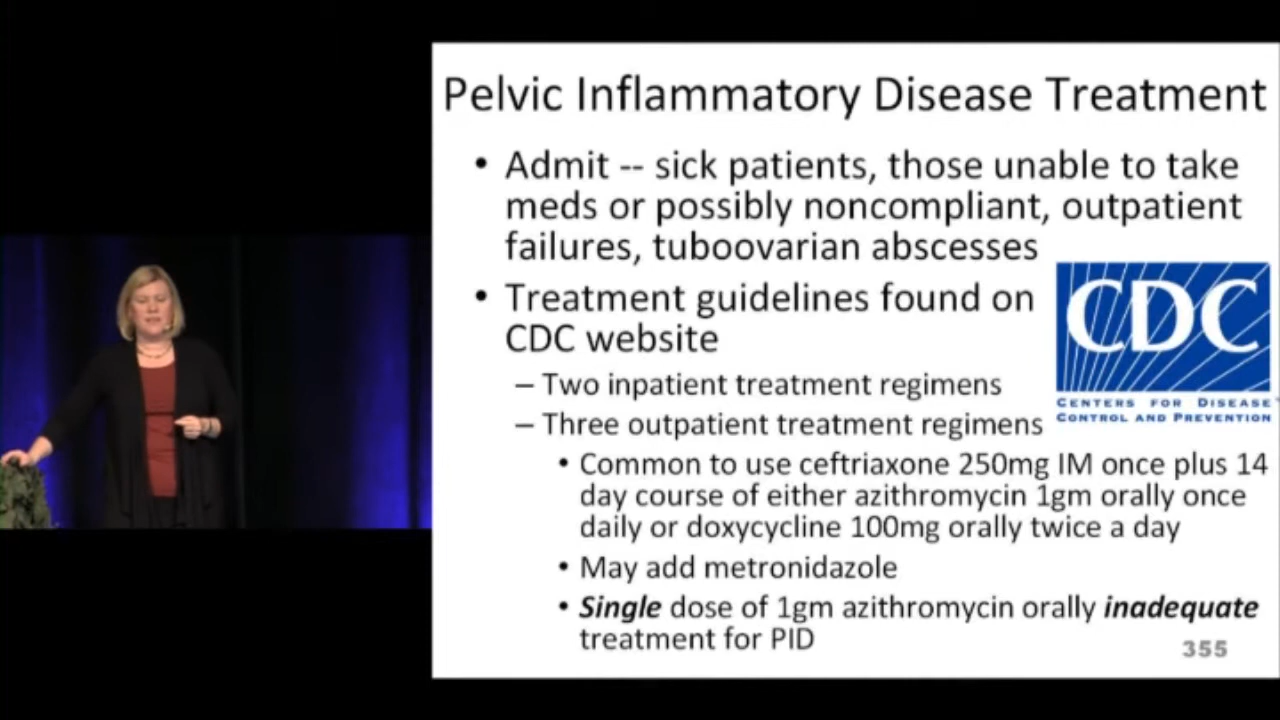 Pelvic Inflammatory Disease Treatment
• Admit -- sick patients, those unable to take
meds or possibly noncompliant, outpatient
failures, tuboovarian abscesses
• Treatment guidelines found on
CDC website
– Two inpatient treatment regimens
– Three outpatient treatment regimens
• Common to use ceftriaxone 250mg IM once plus 14
day course of either azithromycin 1gm orally once
daily or doxycycline 100mg orally twice a day
• May add metronidazole
• Single dose of 1gm azithromycin orally inadequate
treatment for PID
CDC
CENTERS FOR DISEASE
CONTROL AND PREVENTION
355